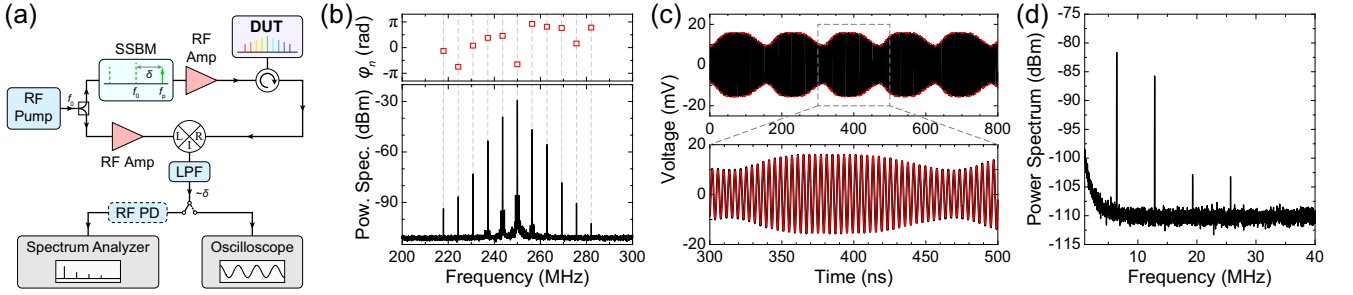 (a)
DUT
SSBM
RF
Amp
δ
f₀
fₚ
RF
Pump
f₀
L
R
I
RF Amp
LPF
~δ
RF PD
Spectrum Analyzer
Oscilloscope
(b)
φₙ (rad)
π
0
-π
Pow. Spec. (dBm)
-30
-60
-90
200 220 240 260 280 300
Frequency (MHz)
(c)
Voltage (mV)
20
0
-20
0 200 400 600 800
20
0
-20
300 350 400 450 500
Time (ns)
(d)
Power Spectrum (dBm)
-75
-80
-85
-90
-95
-100
-105
-110
-115
10 20 30 40
Frequency (MHz)